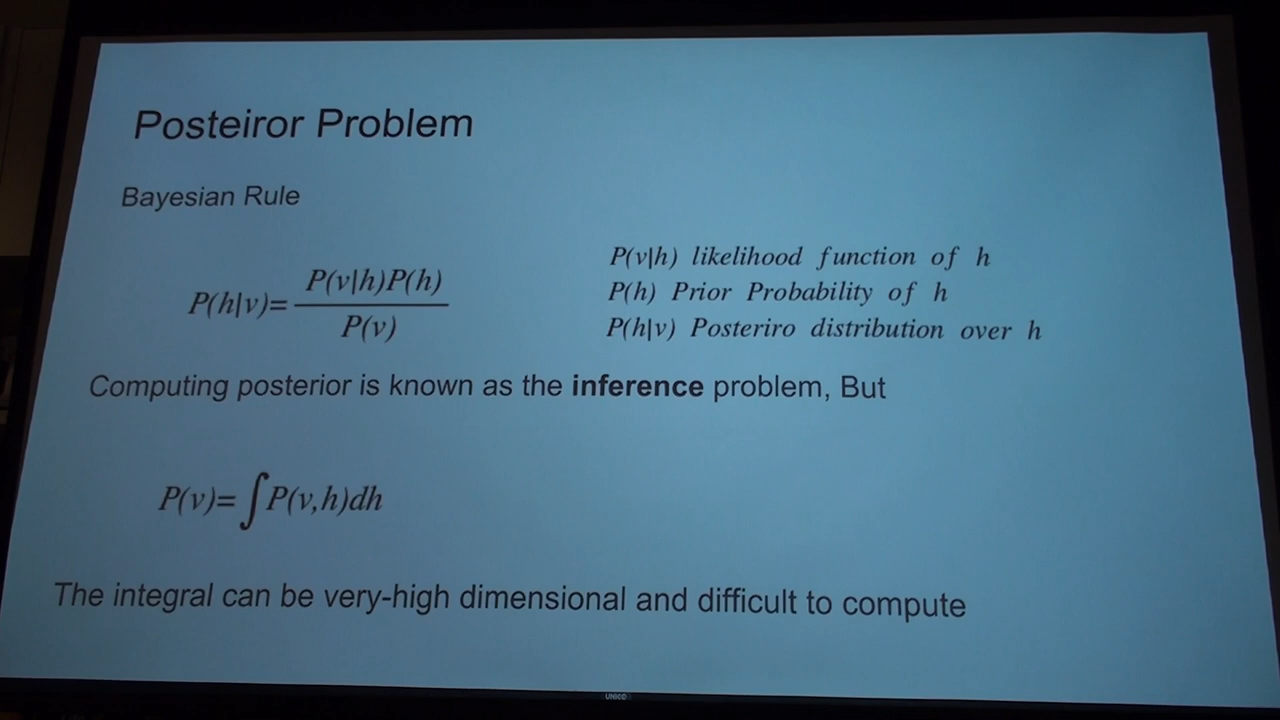 Posteiror Problem
Bayesian Rule
P(h|v)= P(v|h)P(h) / P(v)
P(v|h) likelihood function of h
P(h) Prior Probability of h
P(h|v) Posteriro distribution over h
Computing posterior is known as the inference problem, But
P(v)=∫P(v,h)dh
The integral can be very-high dimensional and difficult to compute
UNICO